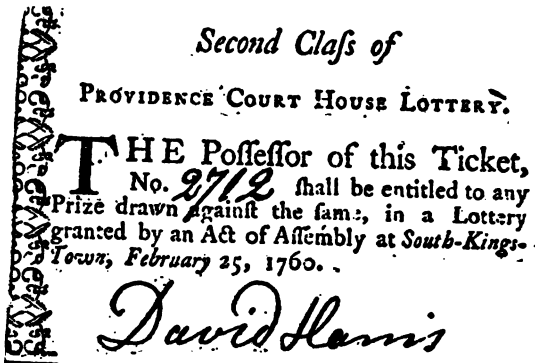 Second Claſs of
PROVIDENCE COURT HOUSE LOTTERY.
THE Poſſeſſor of this Ticket,
No. 2712 ſhall be entitled to any
Prize drawn againſt the ſame, in a Lottery
granted by an Act of Aſſembly at South-Kings-
Town, February 25, 1760.
David Harris